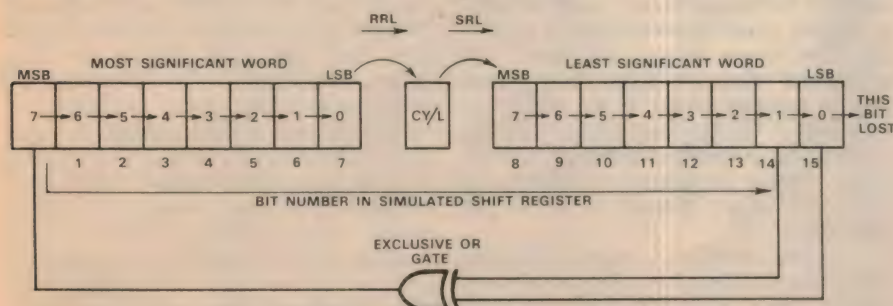 RRL SRL
MOST SIGNIFICANT WORD LEAST SIGNIFICANT WORD
MSB LSB MSB LSB
7 6 5 4 3 2 1 0 CY/L 7 6 5 4 3 2 1 0 THIS
BIT
LOST
1 2 3 4 5 6 7 8 9 10 11 12 13 14 15
BIT NUMBER IN SIMULATED SHIFT REGISTER
EXCLUSIVE OR
GATE